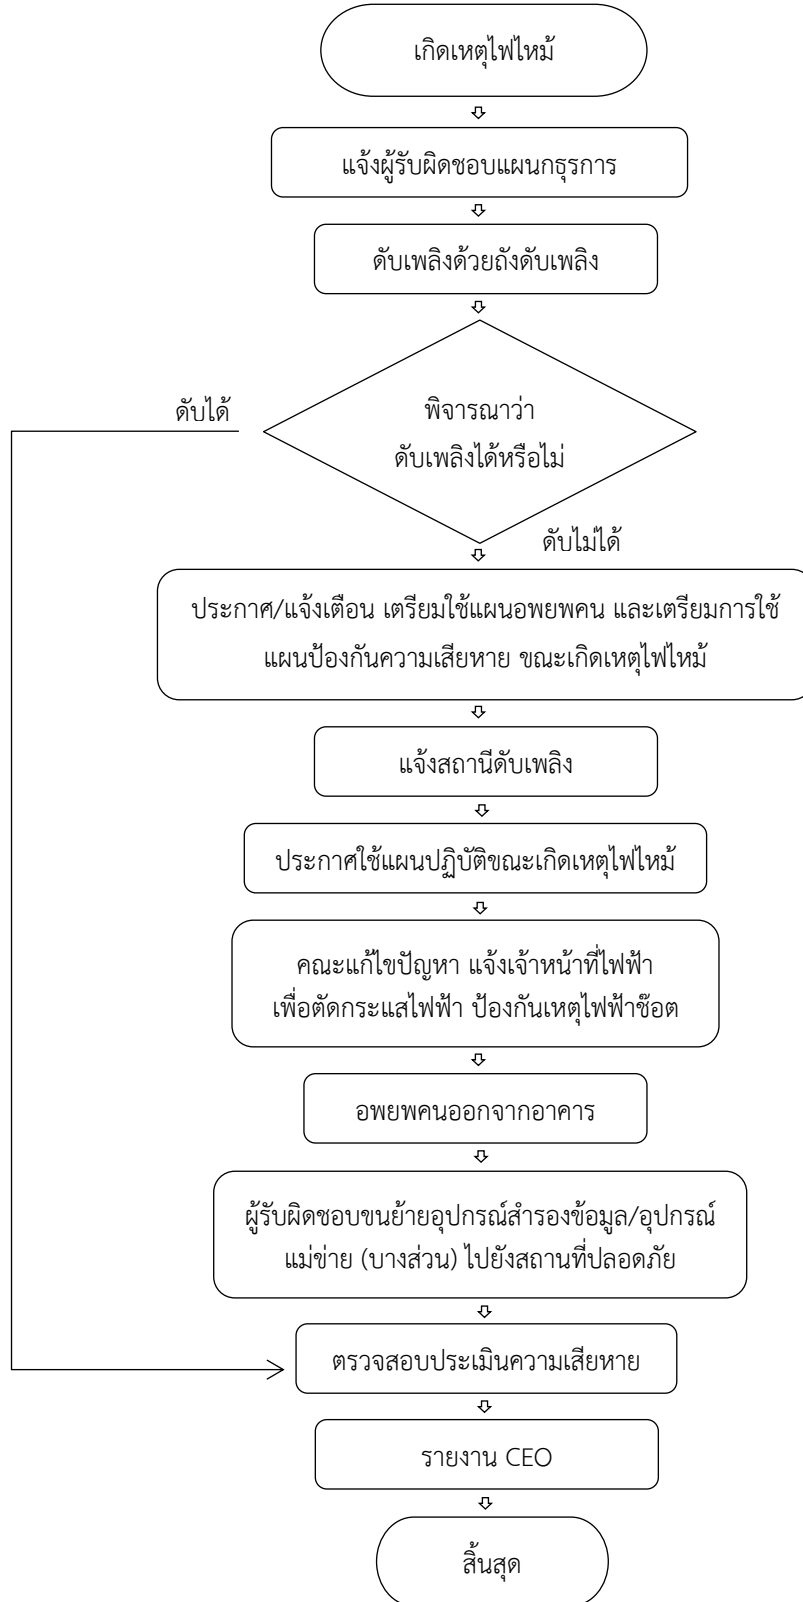 เกิดเหตุไฟไหม้
แจ้งผู้รับผิดชอบแผนกธุรการ
ดับเพลิงด้วยถังดับเพลิง
ดับได้
พิจารณาว่า
ดับเพลิงได้หรือไม่
ดับไม่ได้
ประกาศ/แจ้งเตือน เตรียมใช้แผนอพยพคน และเตรียมการใช้
แผนป้องกันความเสียหาย ขณะเกิดเหตุไฟไหม้
แจ้งสถานีดับเพลิง
ประกาศใช้แผนปฏิบัติขณะเกิดเหตุไฟไหม้
คณะแก้ไขปัญหา แจ้งเจ้าหน้าที่ไฟฟ้า
เพื่อตัดกระแสไฟฟ้า ป้องกันเหตุไฟฟ้าช๊อต
อพยพคนออกจากอาคาร
ผู้รับผิดชอบขนย้ายอุปกรณ์สำรองข้อมูล/อุปกรณ์
แม่ข่าย (บางส่วน) ไปยังสถานที่ปลอดภัย
ตรวจสอบประเมินความเสียหาย
รายงาน CEO
สิ้นสุด